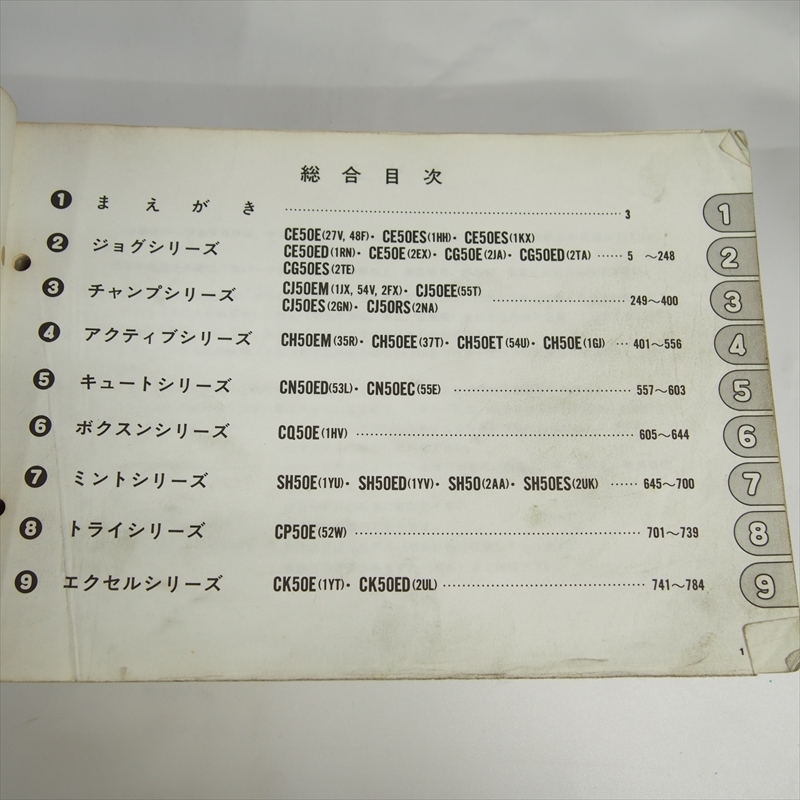 総合目次
❶ まえがき ……… 3
❷ ジョグシリーズ CE50E(27V, 48F)・CE50ES(1HH)・CE50ES(1KX)
CE50ED(1RN)・CE50E(2EX)・CG50E(2JA)・CG50ED(2TA) …… 5 〜248
CG50ES(2TE)
❸ チャンプシリーズ CJ50EM(1JX, 54V, 2FX)・CJ50EE(55T)
CJ50ES(2GN)・CJ50RS(2NA) ……… 249〜400
❹ アクティブシリーズ CH50EM(35R)・CH50EE(37T)・CH50ET(54U)・CH50E(1GJ) … 401〜556
❺ キュートシリーズ CN50ED(53L)・CN50EC(55E) ……… 557〜603
❻ ボクスンシリーズ CQ50E(1HV) ……… 605〜644
❼ ミントシリーズ SH50E(1YU)・SH50ED(1YV)・SH50(2AA)・SH50ES(2UK) …… 645〜700
❽ トライシリーズ CP50E(52W) ……… 701〜739
❾ エクセルシリーズ CK50E(1YT)・CK50ED(2UL) ……… 741〜784
1
2
3
4
5
6
7
8
9
1